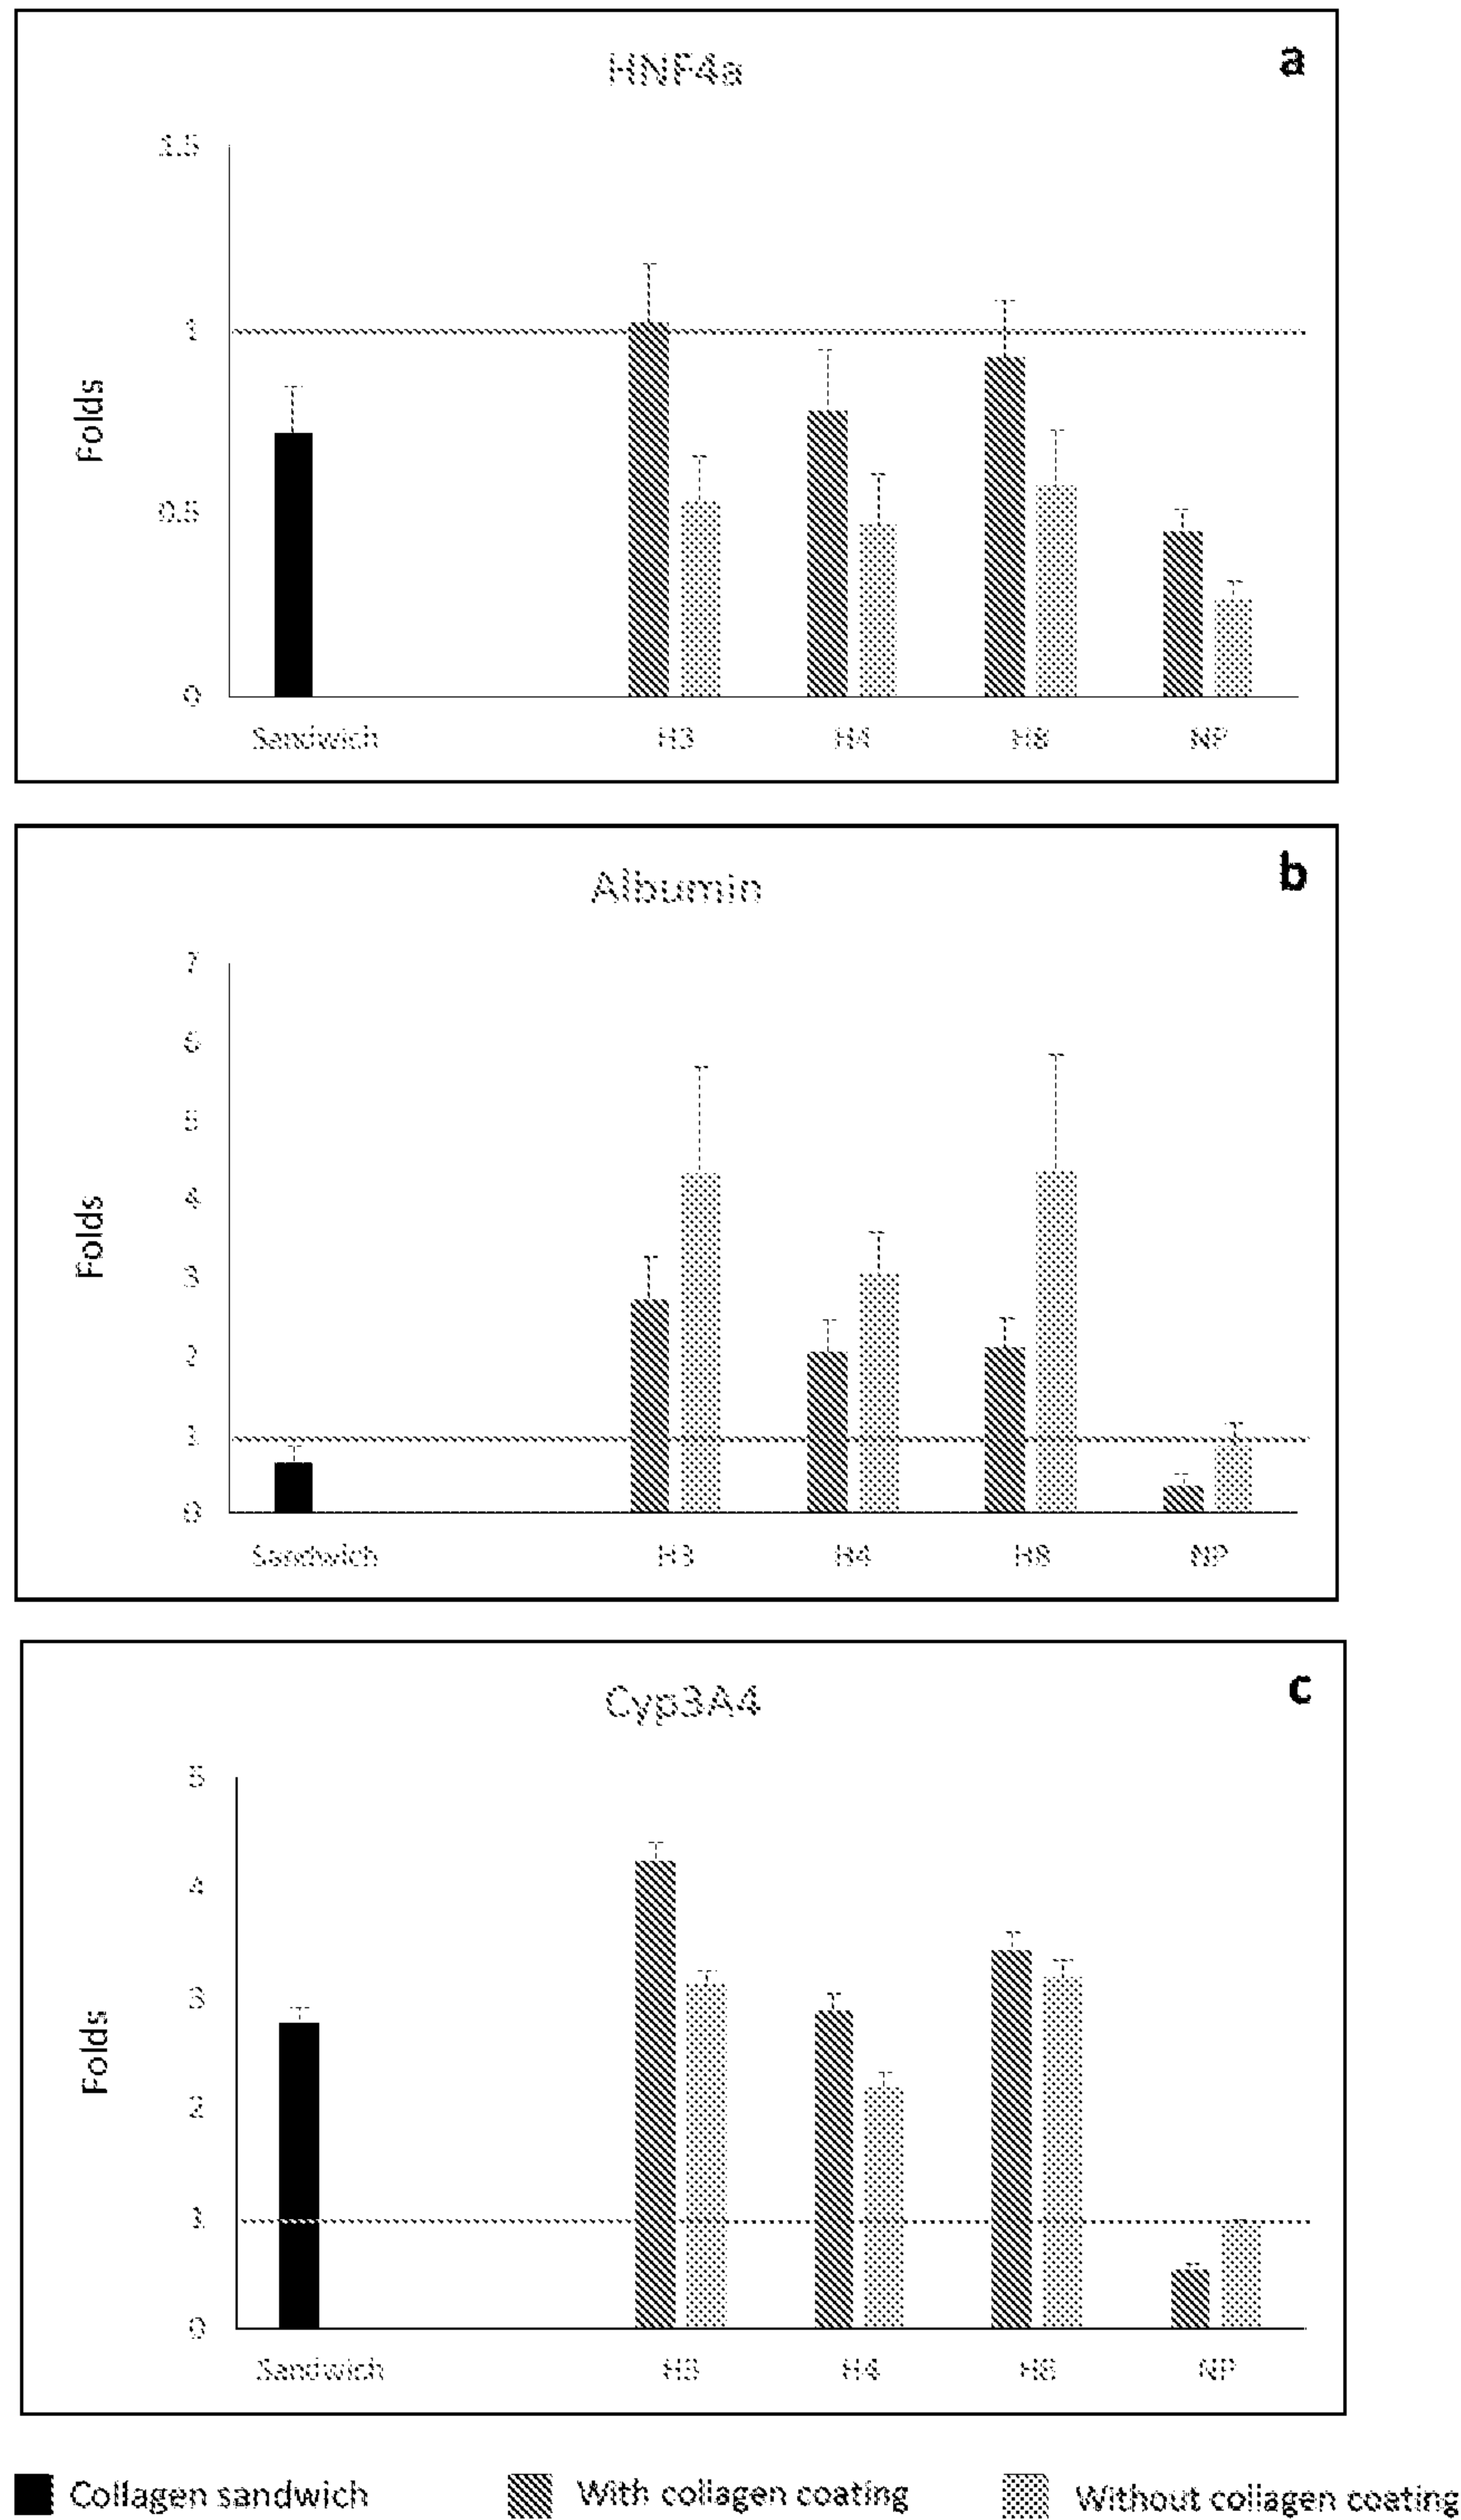 HNF4a
a
1.5
1
0.5
0
Folds
Sandwich H3 H4 H8 NP
Albumin
b
7
6
5
4
3
2
1
0
Folds
Sandwich H3 H4 H8 NP
Cyp3A4
c
5
4
3
2
1
0
Folds
Sandwich H3 H4 H8 NP
Collagen sandwich With collagen coating Without collagen coating